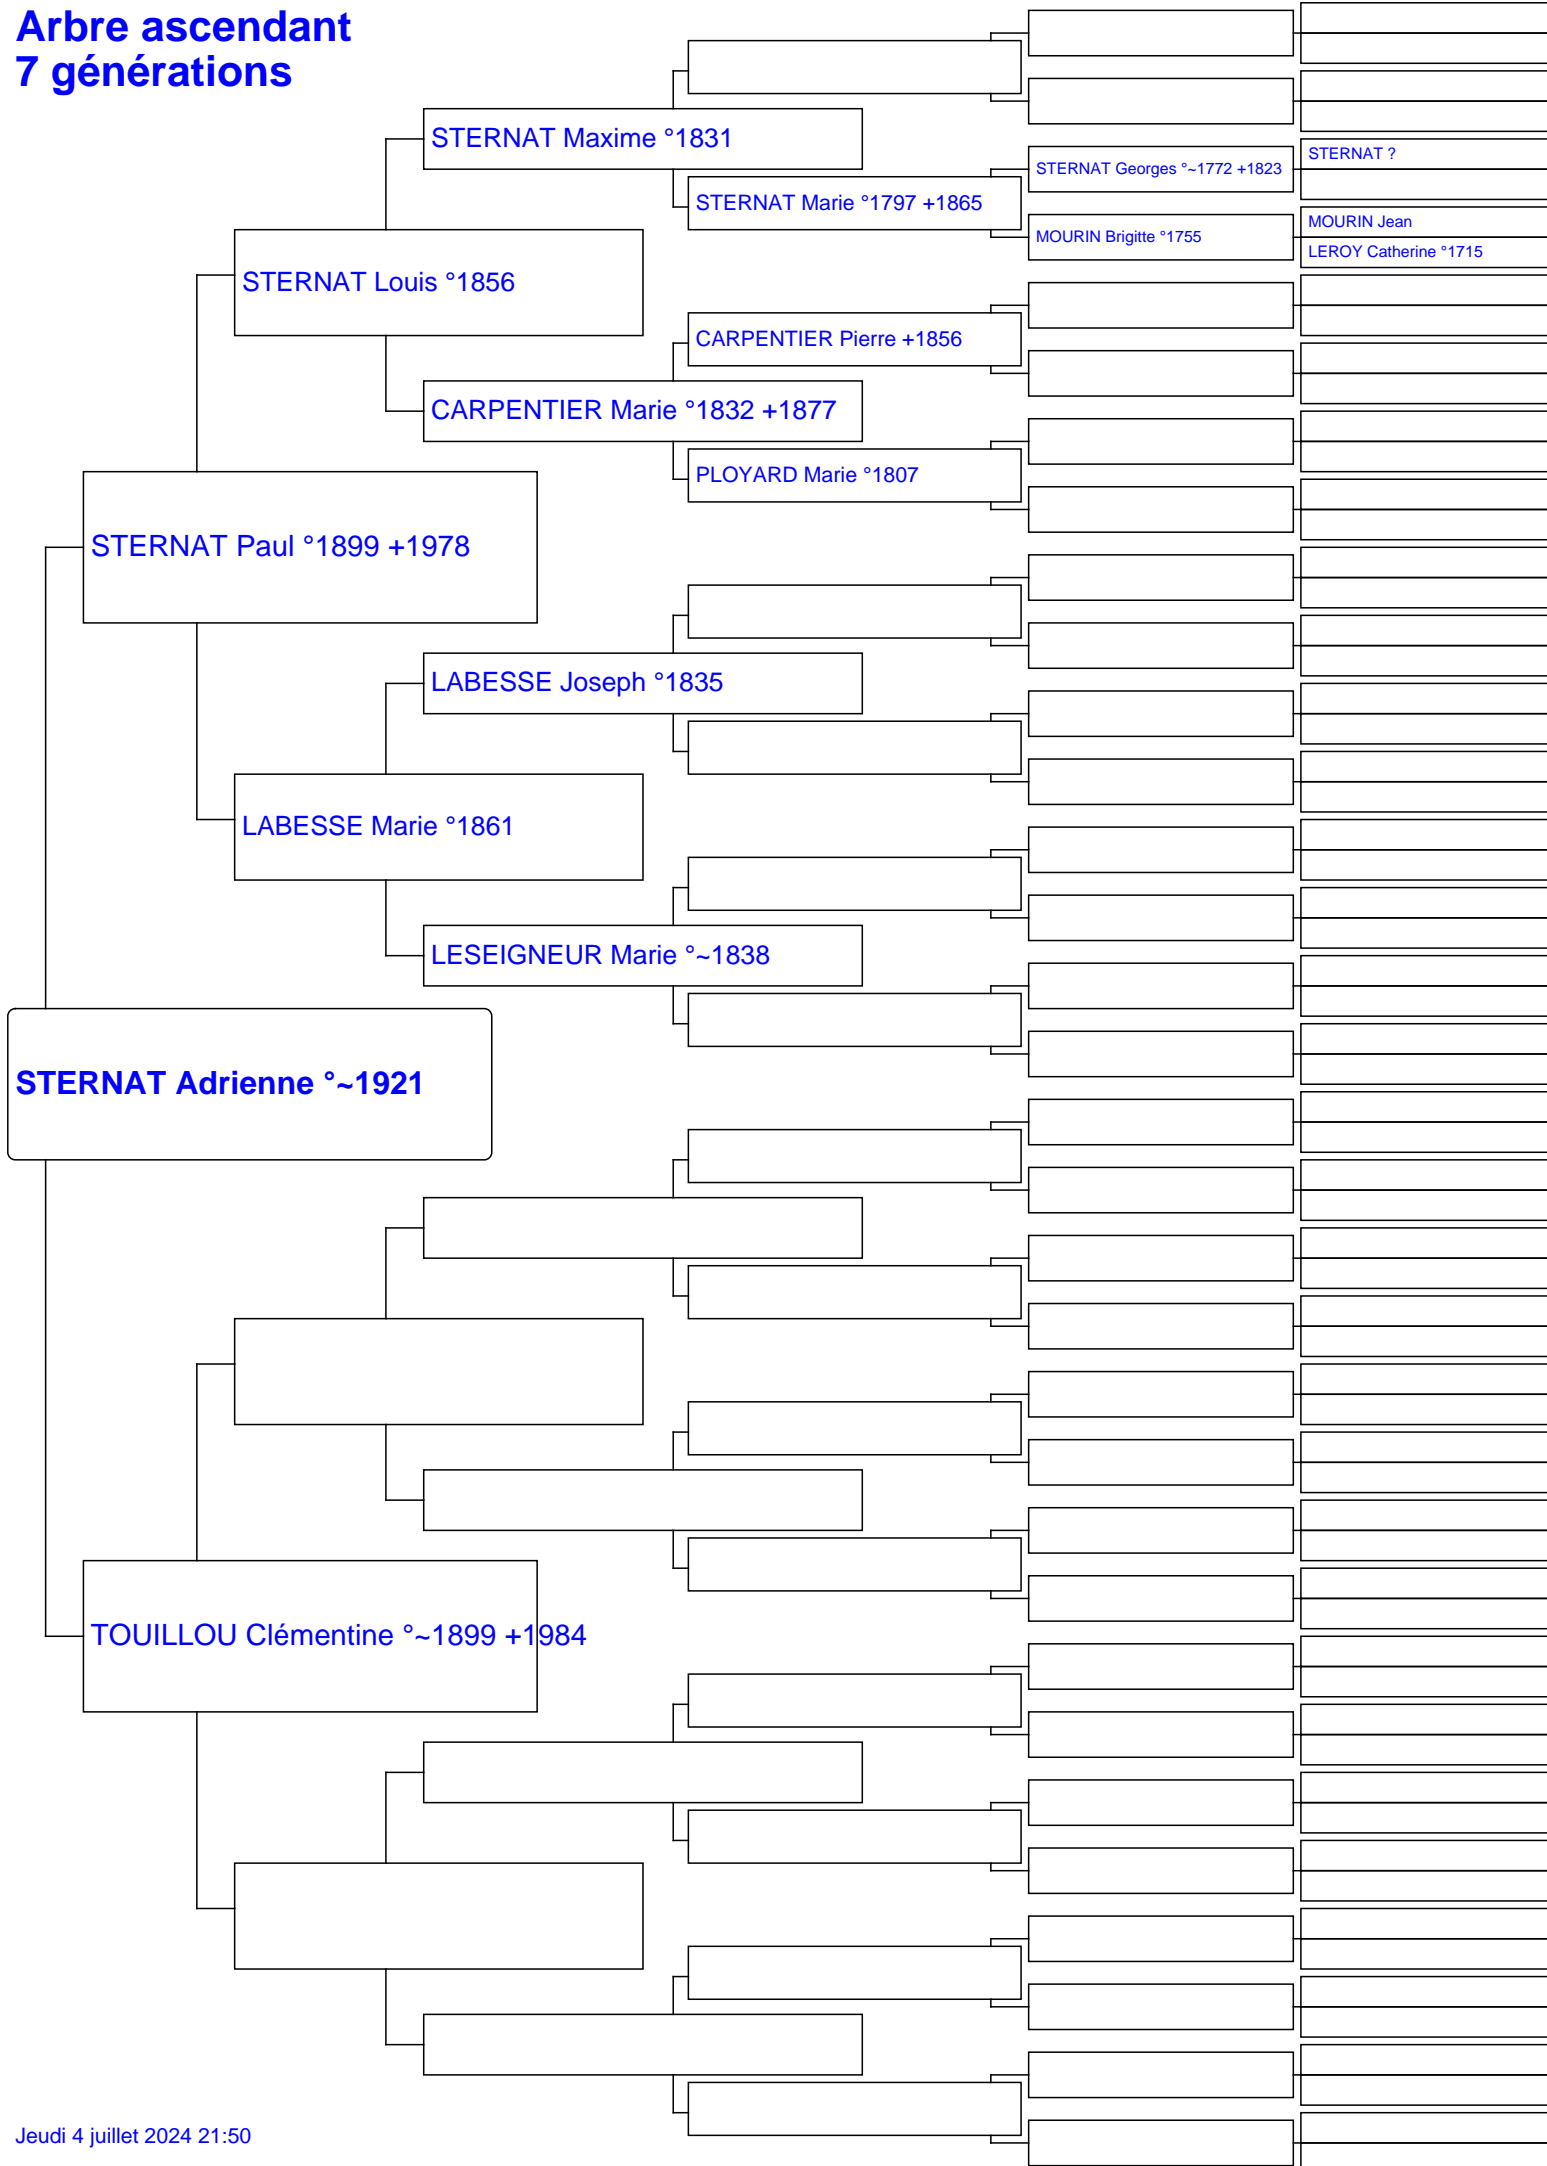 Arbre ascendant
7 générations
STERNAT Maxime °1831
STERNAT ?
STERNAT Georges °~1772 +1823
STERNAT Marie °1797 +1865
MOURIN Jean
MOURIN Brigitte °1755
LEROY Catherine °1715
STERNAT Louis °1856
CARPENTIER Pierre +1856
CARPENTIER Marie °1832 +1877
PLOYARD Marie °1807
STERNAT Paul °1899 +1978
LABESSE Joseph °1835
LABESSE Marie °1861
LESEIGNEUR Marie °~1838
STERNAT Adrienne °~1921
TOUILLOU Clémentine °~1899 +1984
Jeudi 4 juillet 2024 21:50